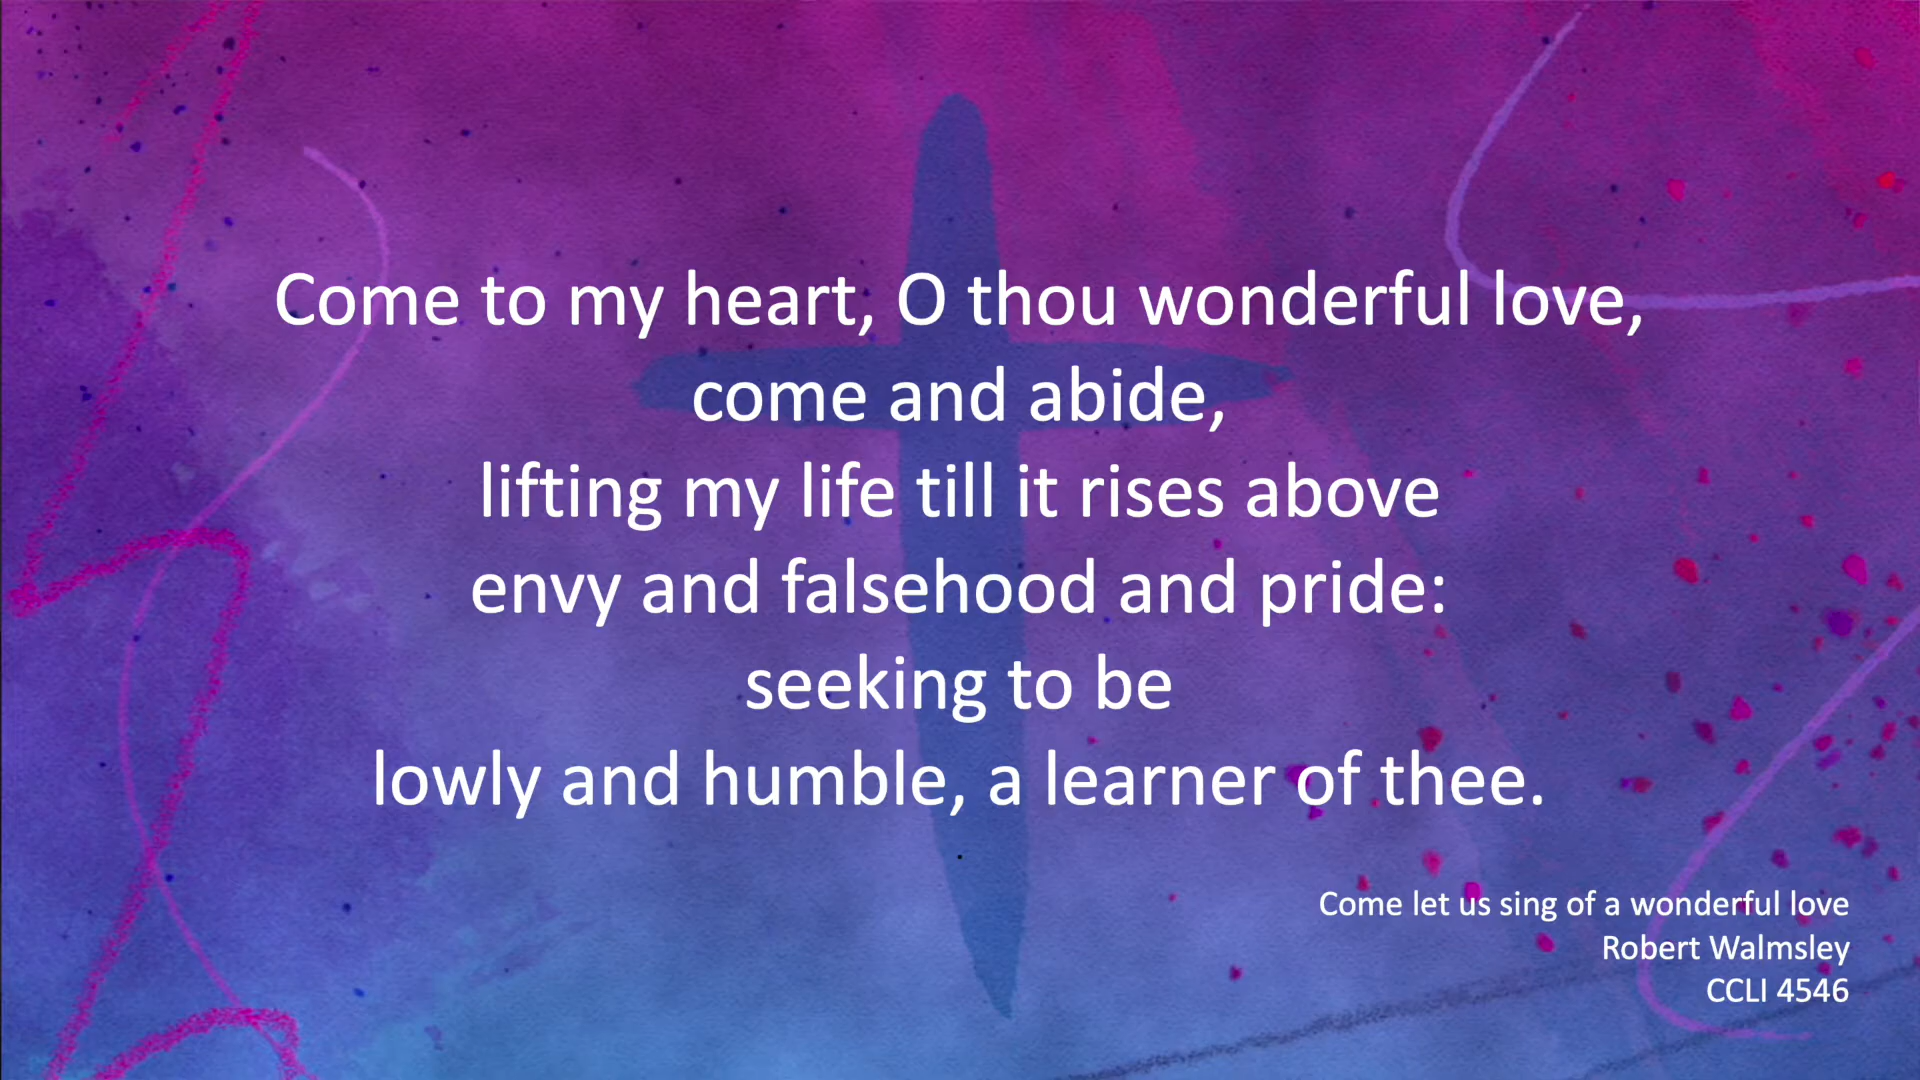 Come to my heart, O thou wonderful love,
come and abide,
lifting my life till it rises above
envy and falsehood and pride:
seeking to be
lowly and humble, a learner of thee.
Come let us sing of a wonderful love
Robert Walmsley
CCLI 4546